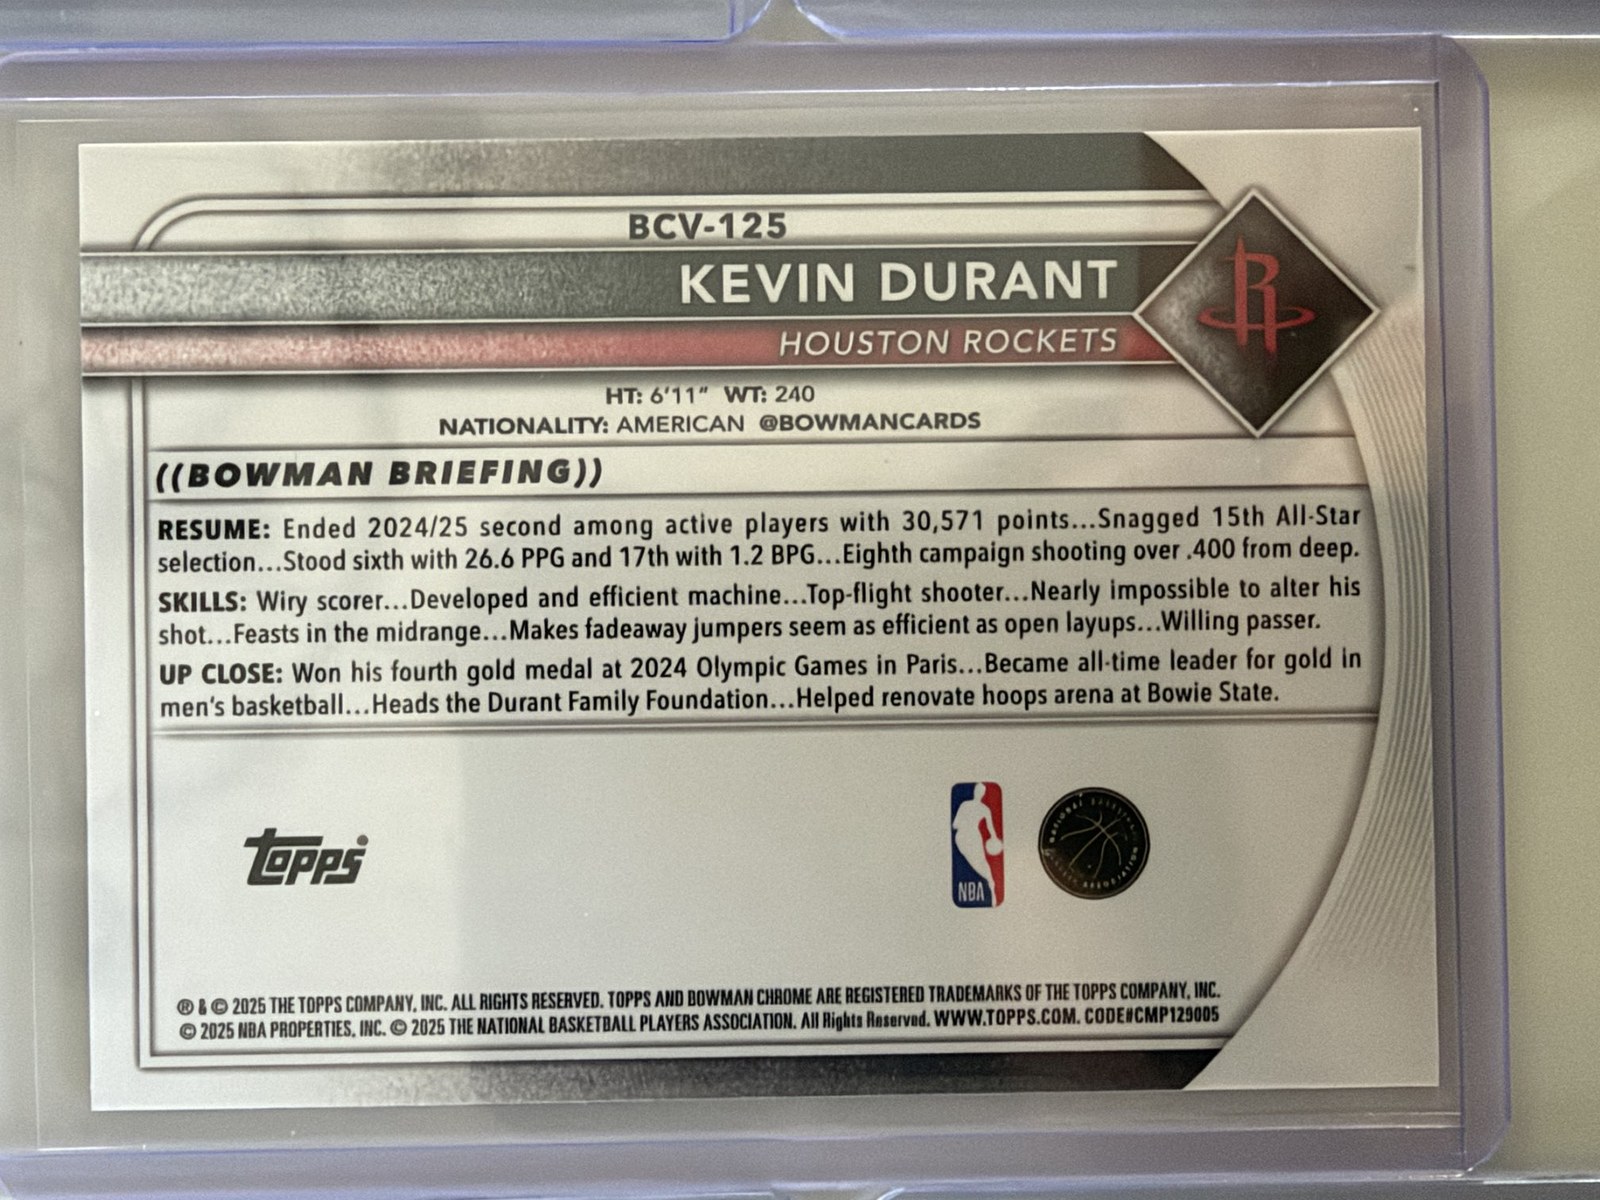 BCV-125
KEVIN DURANT
HOUSTON ROCKETS
HT: 6'11" WT: 240
NATIONALITY: AMERICAN @BOWMANCARDS
((BOWMAN BRIEFING))
RESUME: Ended 2024/25 second among active players with 30,571 points...Snagged 15th All-Star
selection...Stood sixth with 26.6 PPG and 17th with 1.2 BPG...Eighth campaign shooting over .400 from deep.
SKILLS: Wiry scorer...Developed and efficient machine...Top-flight shooter...Nearly impossible to alter his
shot...Feasts in the midrange...Makes fadeaway jumpers seem as efficient as open layups...Willing passer.
UP CLOSE: Won his fourth gold medal at 2024 Olympic Games in Paris...Became all-time leader for gold in
men's basketball...Heads the Durant Family Foundation...Helped renovate hoops arena at Bowie State.
topps
NBA
NATIONAL BASKETBALL
ASSOCIATION
® & © 2025 THE TOPPS COMPANY, INC. ALL RIGHTS RESERVED. TOPPS AND BOWMAN CHROME ARE REGISTERED TRADEMARKS OF THE TOPPS COMPANY, INC.
© 2025 NBA PROPERTIES, INC. © 2025 THE NATIONAL BASKETBALL PLAYERS ASSOCIATION. All Rights Reserved. WWW.TOPPS.COM. CODE#CMP129005